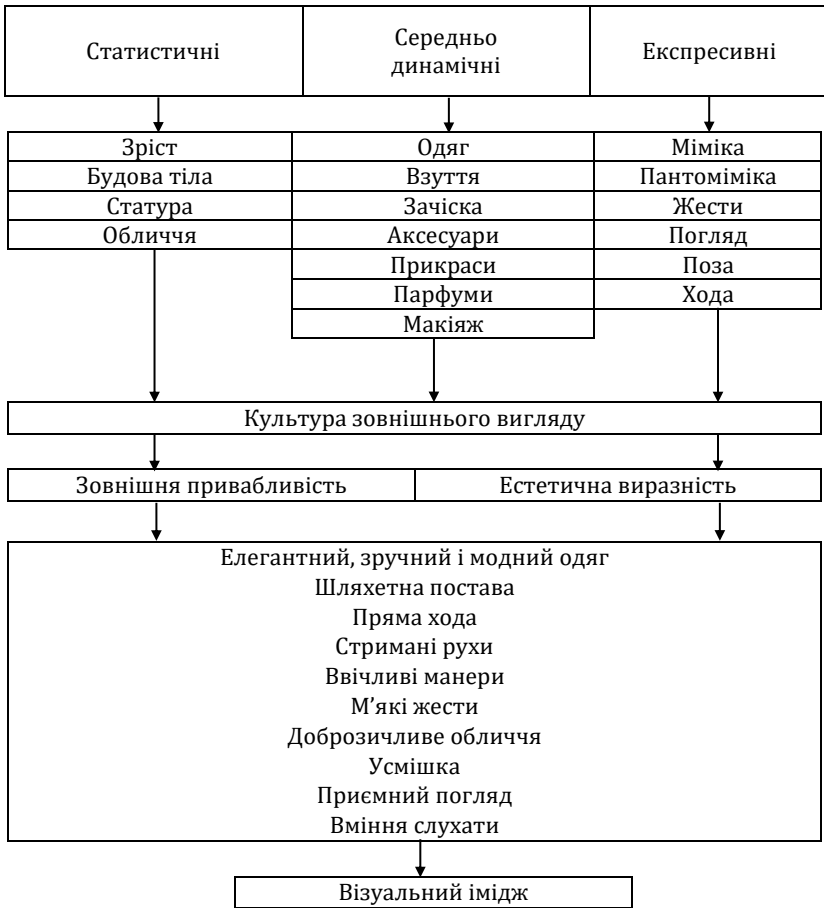 Статистичні
Середньо
динамічні
Експресивні
Зріст
Одяг
Міміка
Будова тіла
Взуття
Пантоміміка
Статура
Зачіска
Жести
Обличчя
Аксесуари
Погляд
Прикраси
Поза
Парфуми
Хода
Макіяж
Культура зовнішнього вигляду
Зовнішня привабливість
Естетична виразність
Елегантний, зручний і модний одяг
Шляхетна постава
Пряма хода
Стримані рухи
Ввічливі манери
М’які жести
Доброзичливе обличчя
Усмішка
Приємний погляд
Вміння слухати
Візуальний імідж